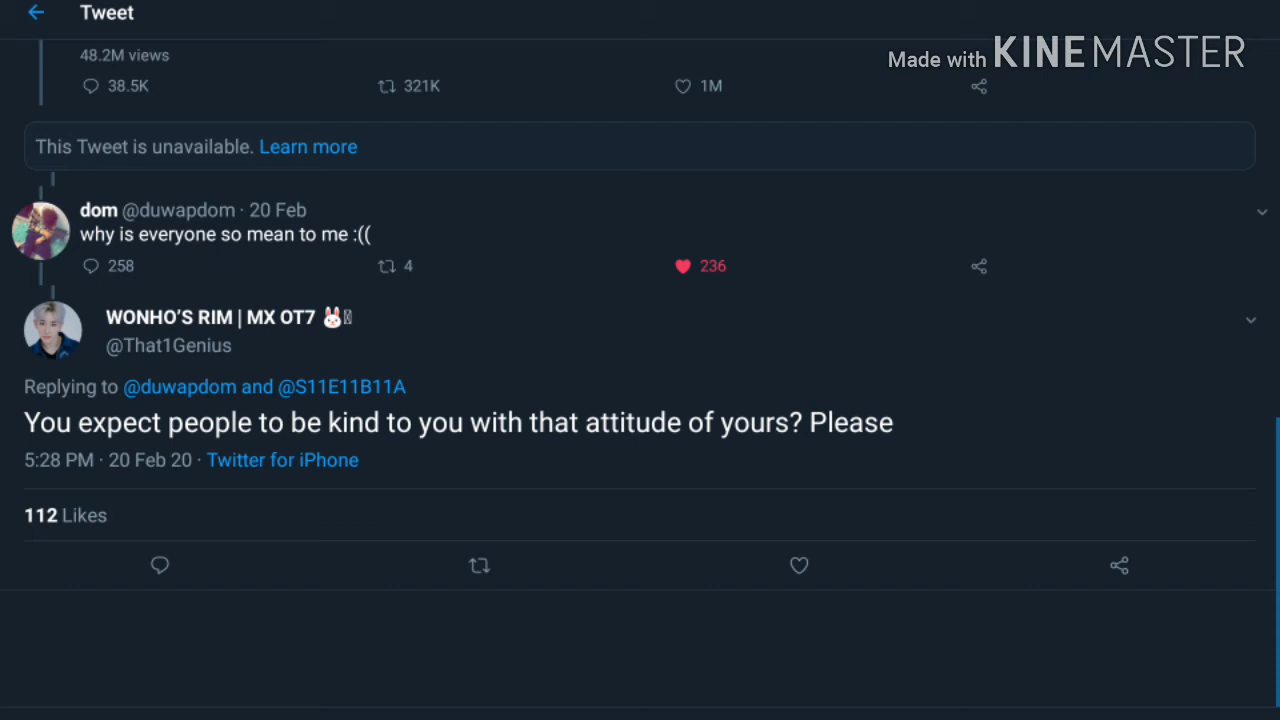 Tweet
Made with KINEMASTER
48.2M views
38.5K 321K 1M
This Tweet is unavailable. Learn more
dom @duwapdom · 20 Feb
why is everyone so mean to me :((
258 4 236
WONHO'S RIM | MX OT7 🐰
@That1Genius
Replying to @duwapdom and @S11E11B11A
You expect people to be kind to you with that attitude of yours? Please
5:28 PM · 20 Feb 20 · Twitter for iPhone
112 Likes